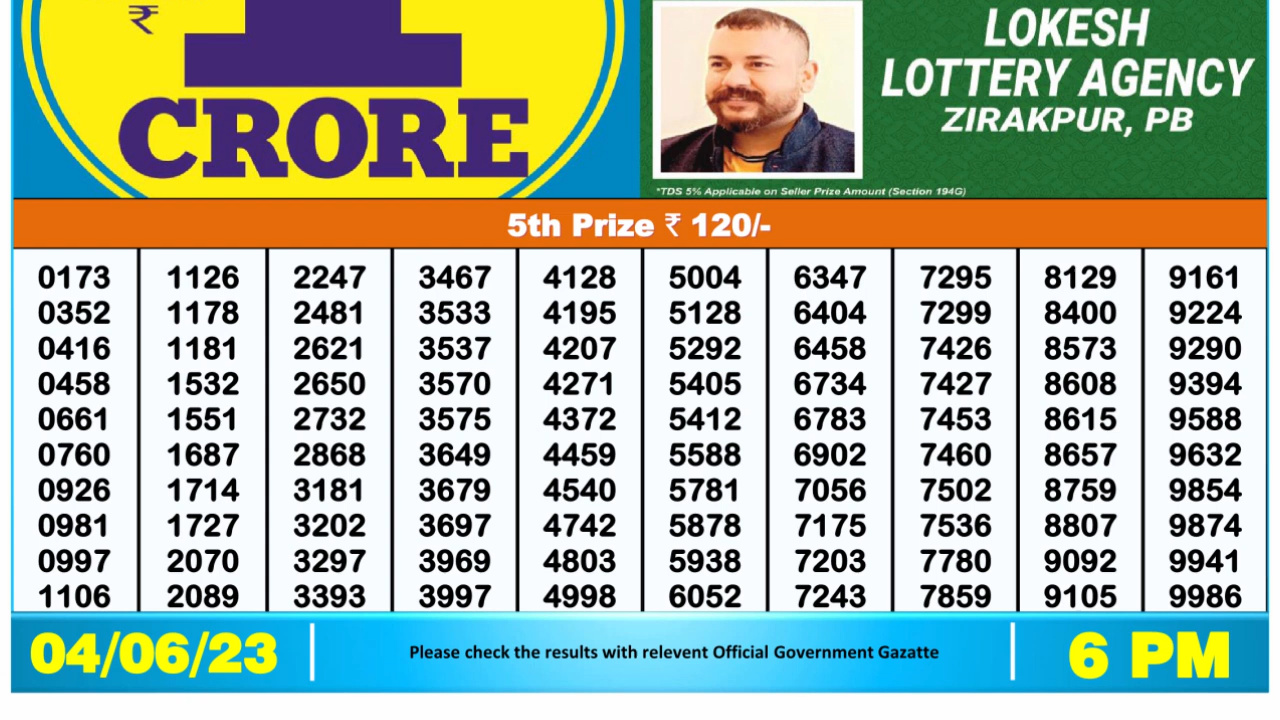 ₹
CRORE
LOKESH
LOTTERY AGENCY
ZIRAKPUR, PB
*TDS 5% Applicable on Seller Prize Amount (Section 194G)
5th Prize ₹ 120/-
0173 1126 2247 3467 4128 5004 6347 7295 8129 9161
0352 1178 2481 3533 4195 5128 6404 7299 8400 9224
0416 1181 2621 3537 4207 5292 6458 7426 8573 9290
0458 1532 2650 3570 4271 5405 6734 7427 8608 9394
0661 1551 2732 3575 4372 5412 6783 7453 8615 9588
0760 1687 2868 3649 4459 5588 6902 7460 8657 9632
0926 1714 3181 3679 4540 5781 7056 7502 8759 9854
0981 1727 3202 3697 4742 5878 7175 7536 8807 9874
0997 2070 3297 3969 4803 5938 7203 7780 9092 9941
1106 2089 3393 3997 4998 6052 7243 7859 9105 9986
04/06/23 Please check the results with relevent Official Government Gazatte 6 PM